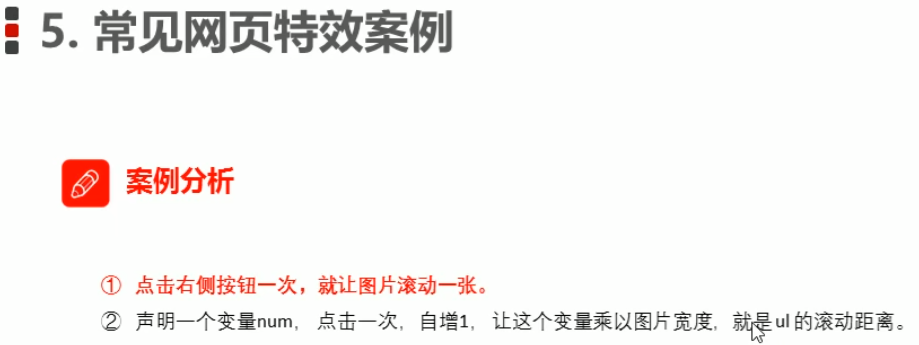 5. 常见网页特效案例
案例分析
① 点击右侧按钮一次，就让图片滚动一张。
② 声明一个变量num， 点击一次，自增1， 让这个变量乘以图片宽度，就是ul 的滚动距离。